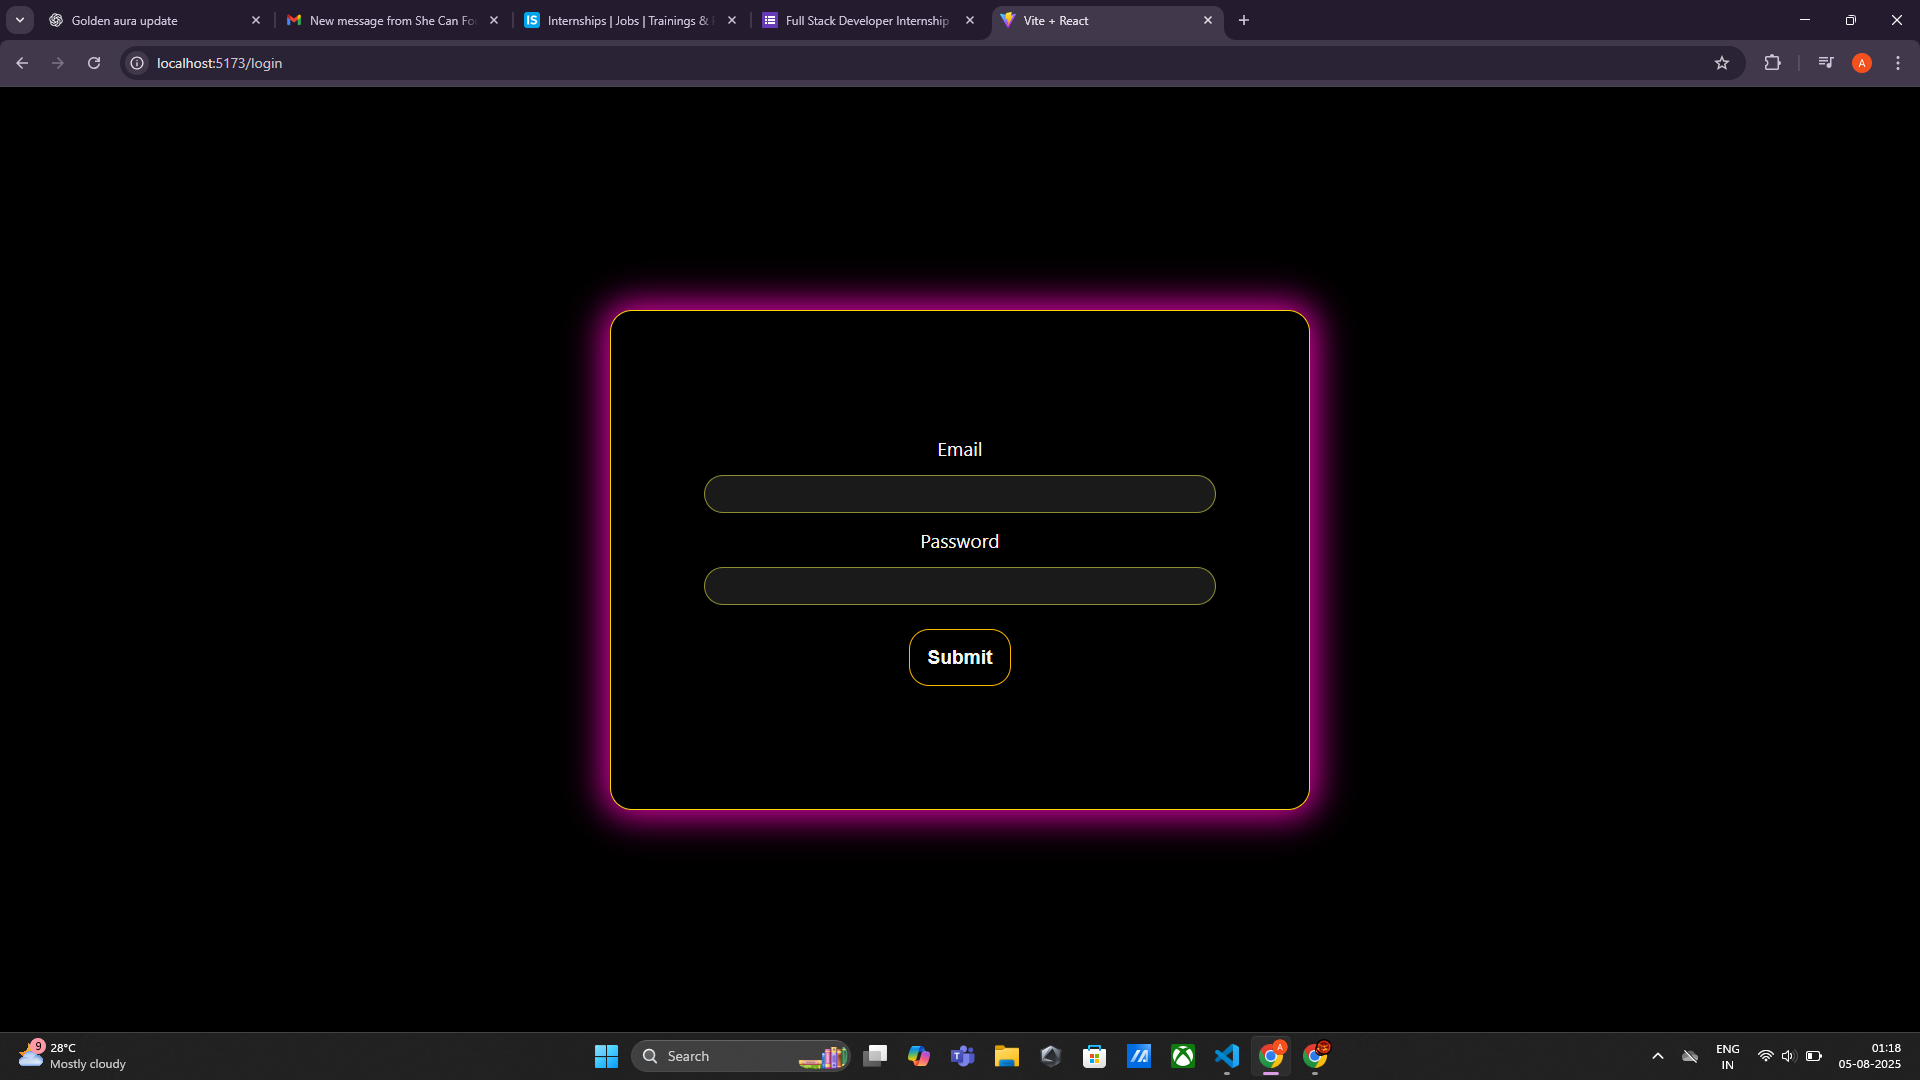 Golden aura update
New message from She Can Fo
Internships | Jobs | Trainings &
Full Stack Developer Internship
Vite + React
localhost:5173/login
A
Email
Password
Submit
9
28°C
Mostly cloudy
Search
ENG
IN
01:18
05-08-2025